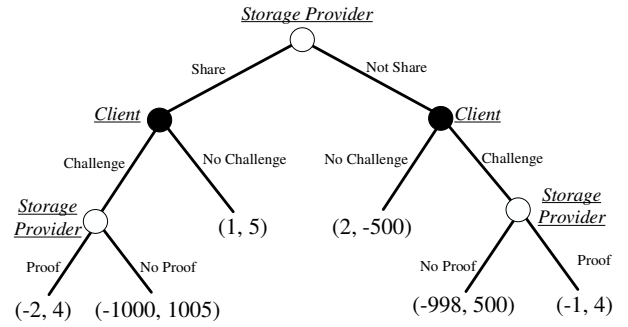 Storage Provider
Share
Not Share
Client
Client
Challenge
No Challenge
No Challenge
Challenge
Storage
Provider
(1, 5)
(2, -500)
Storage
Provider
Proof
No Proof
No Proof
Proof
(-2, 4)
(-1000, 1005)
(-998, 500)
(-1, 4)